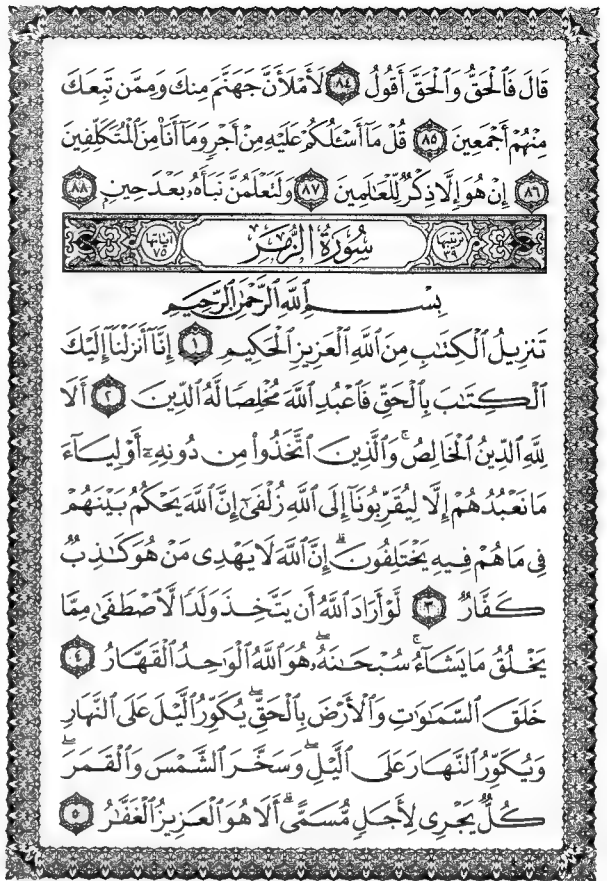 قَالَ فَٱلْحَقُّ وَٱلْحَقَّ أَقُولُ ٨٤ لَأَمْلَأَنَّ جَهَنَّمَ مِنكَ وَمِمَّن تَبِعَكَ
مِنْهُمْ أَجْمَعِينَ ٨٥ قُلْ مَآ أَسْـَٔلُكُمْ عَلَيْهِ مِنْ أَجْرٍ وَمَآ أَنَا۠ مِنَ ٱلْمُتَكَلِّفِينَ
٨٦ إِنْ هُوَ إِلَّا ذِكْرٌ لِّلْعَـٰلَمِينَ ٨٧ وَلَتَعْلَمُنَّ نَبَأَهُۥ بَعْدَ حِينٍۭ ٨٨
ترتيبها ٣٩ سُورَةُ الزُّمَرِ آياتها ٧٥
بِسْمِ ٱللَّهِ ٱلرَّحْمَـٰنِ ٱلرَّحِيمِ
تَنزِيلُ ٱلْكِتَـٰبِ مِنَ ٱللَّهِ ٱلْعَزِيزِ ٱلْحَكِيمِ ١ إِنَّآ أَنزَلْنَآ إِلَيْكَ
ٱلْكِتَـٰبَ بِٱلْحَقِّ فَٱعْبُدِ ٱللَّهَ مُخْلِصًا لَّهُ ٱلدِّينَ ٢ أَلَا
لِلَّهِ ٱلدِّينُ ٱلْخَالِصُ ۚ وَٱلَّذِينَ ٱتَّخَذُوا۟ مِن دُونِهِۦٓ أَوْلِيَآءَ
مَا نَعْبُدُهُمْ إِلَّا لِيُقَرِّبُونَآ إِلَى ٱللَّهِ زُلْفَىٰٓ إِنَّ ٱللَّهَ يَحْكُمُ بَيْنَهُمْ
فِى مَا هُمْ فِيهِ يَخْتَلِفُونَ ۗ إِنَّ ٱللَّهَ لَا يَهْدِى مَنْ هُوَ كَـٰذِبٌ
كَفَّارٌ ٣ لَّوْ أَرَادَ ٱللَّهُ أَن يَتَّخِذَ وَلَدًا لَّٱصْطَفَىٰ مِمَّا
يَخْلُقُ مَا يَشَآءُ ۚ سُبْحَـٰنَهُۥ ۖ هُوَ ٱللَّهُ ٱلْوَٰحِدُ ٱلْقَهَّارُ ٤
خَلَقَ ٱلسَّمَـٰوَٰتِ وَٱلْأَرْضَ بِٱلْحَقِّ ۖ يُكَوِّرُ ٱلَّيْلَ عَلَى ٱلنَّهَارِ
وَيُكَوِّرُ ٱلنَّهَارَ عَلَى ٱلَّيْلِ ۖ وَسَخَّرَ ٱلشَّمْسَ وَٱلْقَمَرَ ۖ
كُلٌّ يَجْرِى لِأَجَلٍ مُّسَمًّى ۗ أَلَا هُوَ ٱلْعَزِيزُ ٱلْغَفَّـٰرُ ٥